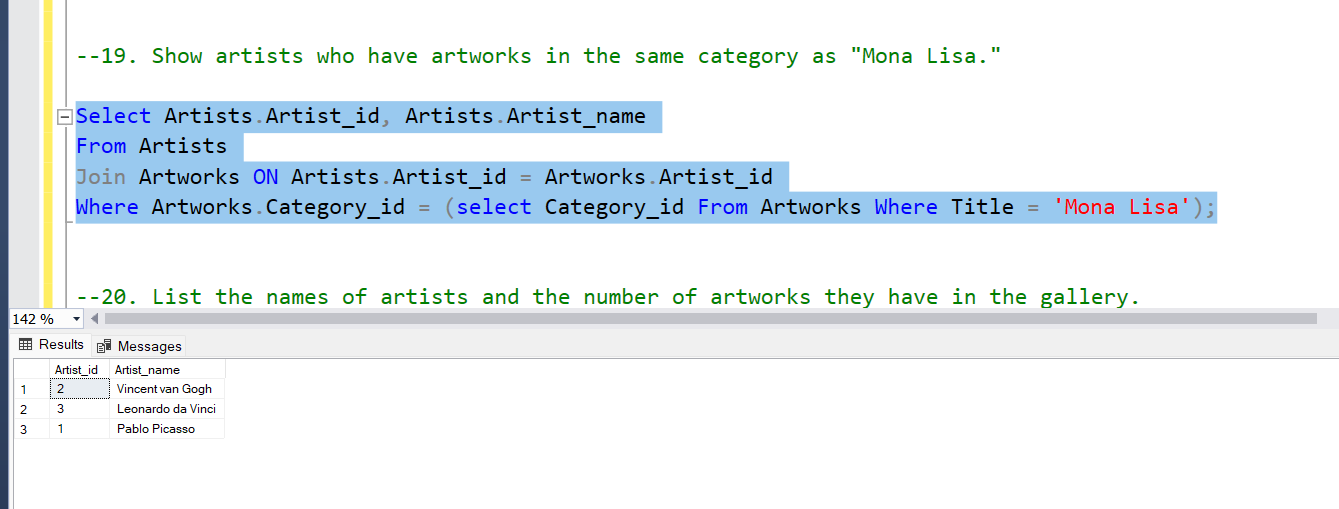 --19. Show artists who have artworks in the same category as "Mona Lisa."
Select Artists.Artist_id, Artists.Artist_name
From Artists
Join Artworks ON Artists.Artist_id = Artworks.Artist_id
Where Artworks.Category_id = (select Category_id From Artworks Where Title = 'Mona Lisa');
--20. List the names of artists and the number of artworks they have in the gallery.
142 %
Results Messages
Artist_id Artist_name
1 2 Vincent van Gogh
2 3 Leonardo da Vinci
3 1 Pablo Picasso